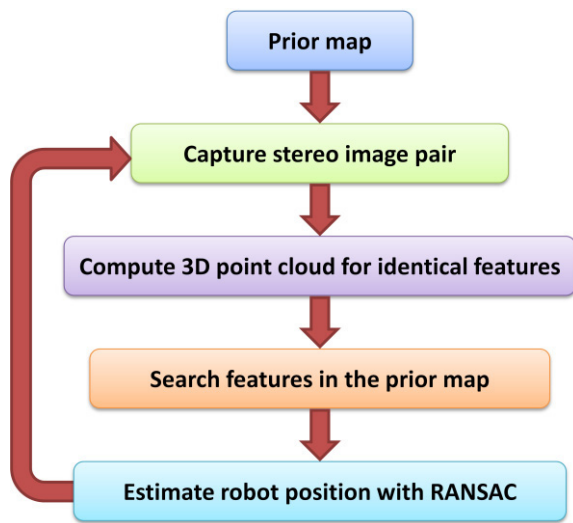 Prior map
Capture stereo image pair
Compute 3D point cloud for identical features
Search features in the prior map
Estimate robot position with RANSAC